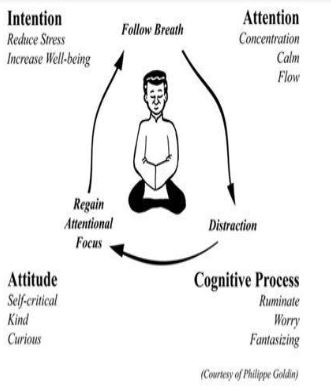 Intention
Reduce Stress
Increase Well-being
Follow Breath
Attention
Concentration
Calm
Flow
Regain
Attentional
Focus
Distraction
Attitude
Self-critical
Kind
Curious
Cognitive Process
Ruminate
Worry
Fantasizing
(Courtesy of Philippe Goldin)